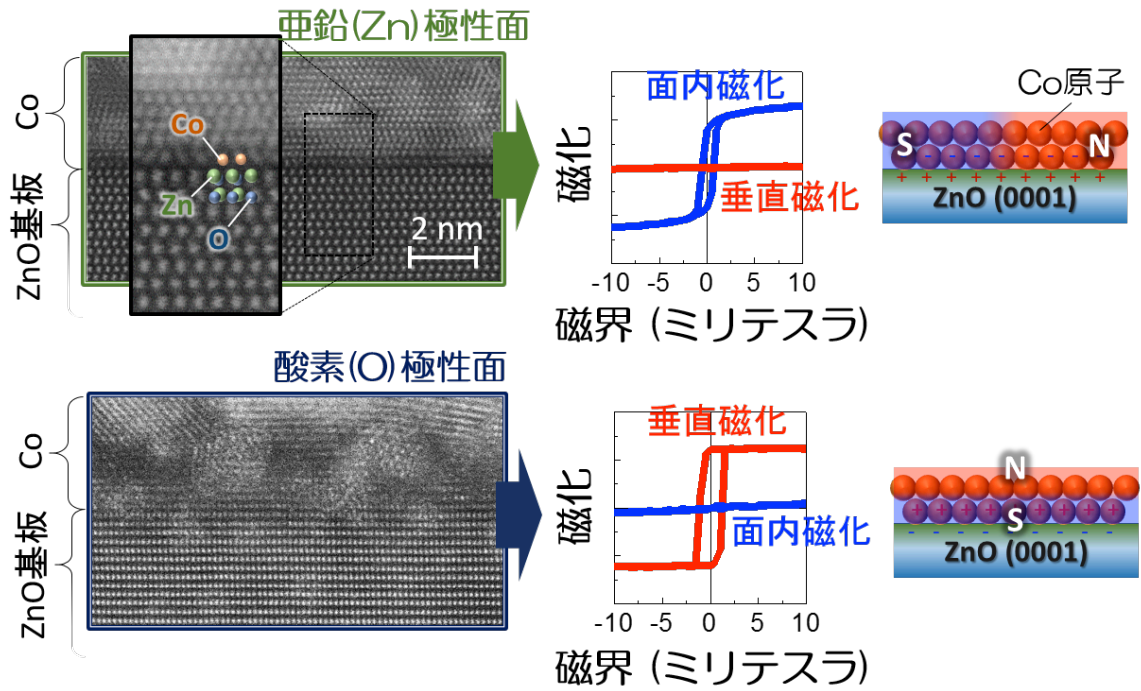 亜鉛(Zn)極性面
Co
ZnO基板
Co
Zn
O
2 nm
磁化
面内磁化
垂直磁化
-10
-5
0
5
10
磁界 (ミリテスラ)
Co原子
S
N
- - - - - - - -
+ + + + + + + + +
ZnO (0001)
酸素(O)極性面
Co
ZnO基板
磁化
垂直磁化
面内磁化
-10
-5
0
5
10
磁界 (ミリテスラ)
N
+ + + + S + + + +
- - - - - - - -
ZnO (0001)